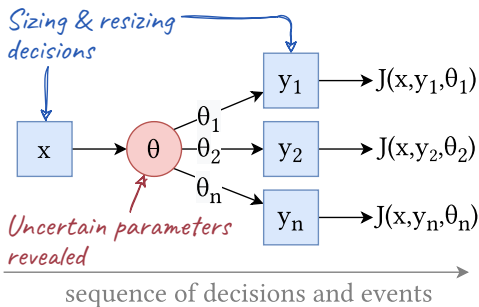 Sizing & resizing
decisions
y₁
J(x,y₁,θ₁)
θ₁
x
θ
θ₂
y₂
J(x,y₂,θ₂)
θₙ
yₙ
J(x,yₙ,θₙ)
Uncertain parameters
revealed
sequence of decisions and events